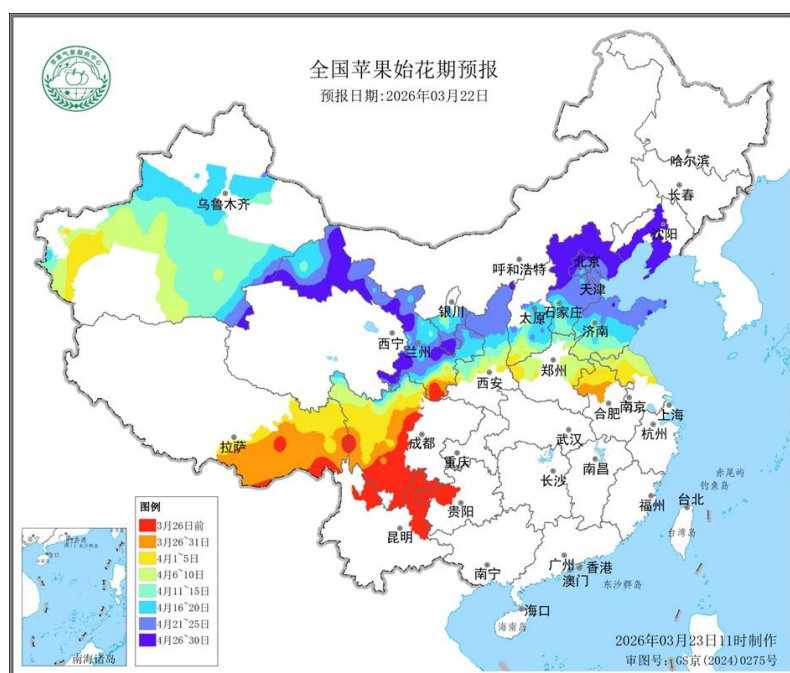 全国苹果始花期预报
预报日期:2026年03月22日
哈尔滨
长春
乌鲁木齐
沈阳
呼和浩特
北京
天津
银川
石家庄
太原
济南
西宁
兰州
郑州
西安
南京
合肥
上海
拉萨
成都
武汉
杭州
重庆
南昌
长沙
赤尾屿
钓鱼岛
贵阳
福州
台北
昆明
台湾岛
广州
香港
南宁
澳门
东沙群岛
海口
海南岛
图例
3月26日前
3月26~31日
4月1~5日
4月6~10日
4月11~15日
4月16~20日
4月21~25日
4月26~30日
南海诸岛
2026年03月23日11时制作
审图号: GS京(2024)0275号